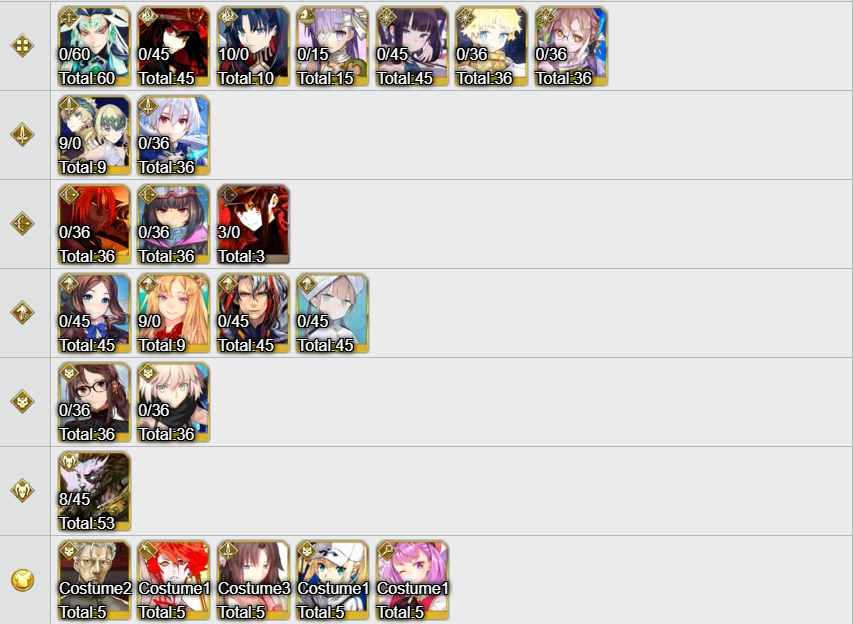 0/60 0/45 10/0 0/15 0/45 0/36 0/36
Total:60 Total:45 Total:10 Total:15 Total:45 Total:36 Total:36
9/0 0/36
Total:9 Total:36
0/36 0/36 3/0
Total:36 Total:36 Total:3
0/45 9/0 0/45 0/45
Total:45 Total:9 Total:45 Total:45
0/36 0/36
Total:36 Total:36
8/45
Total:53
Costume2 Costume1 Costume3 Costume1 Costume1
Total:5 Total:5 Total:5 Total:5 Total:5